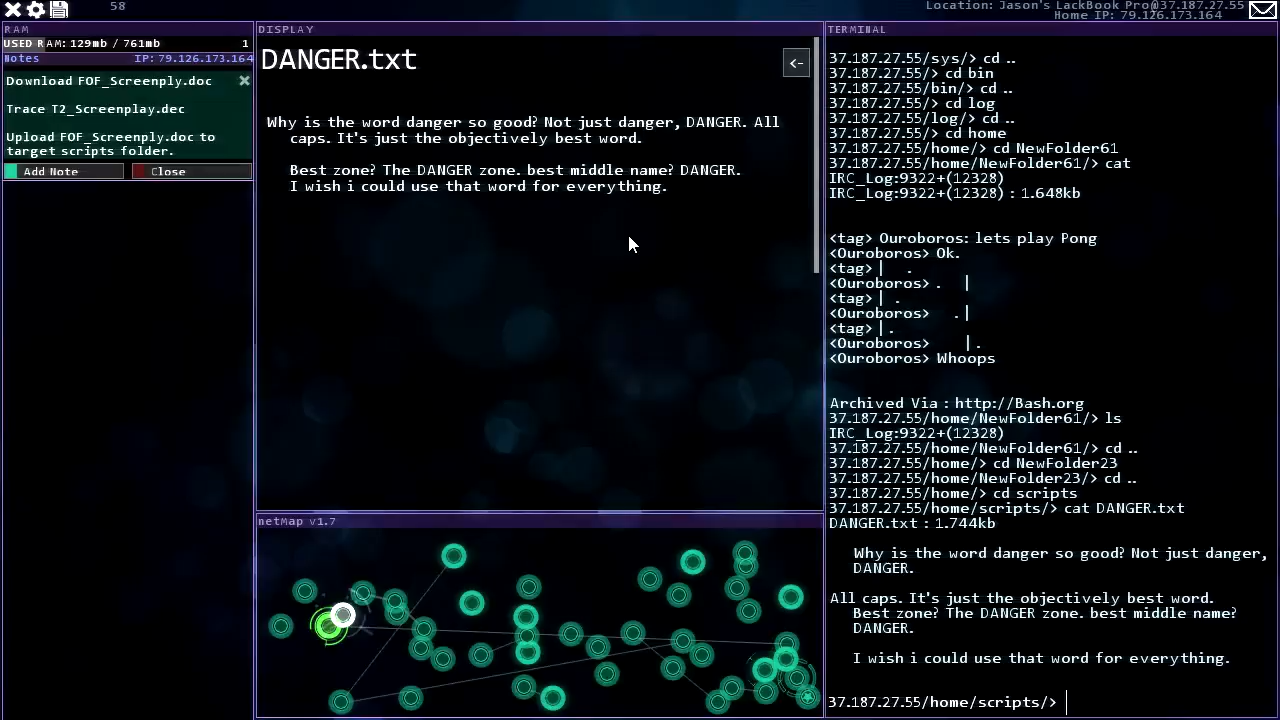 58
Location: Jason's LackBook Pro@37.187.27.55
Home IP: 79.126.173.164
RAM
USED RAM: 129mb / 761mb 1
Notes IP: 79.126.173.164
Download FOF_Screenply.doc
Trace T2_Screenplay.dec
Upload FOF_Screenply.doc to
target scripts folder.
Add Note
Close
DISPLAY
DANGER.txt
<-
Why is the word danger so good? Not just danger, DANGER. All
caps. It's just the objectively best word.
Best zone? The DANGER zone. best middle name? DANGER.
I wish i could use that word for everything.
netMap v1.7
TERMINAL
37.187.27.55/sys/> cd ..
37.187.27.55/> cd bin
37.187.27.55/bin/> cd ..
37.187.27.55/> cd log
37.187.27.55/log/> cd ..
37.187.27.55/> cd home
37.187.27.55/home/> cd NewFolder61
37.187.27.55/home/NewFolder61/> cat
IRC_Log:9322+(12328)
IRC_Log:9322+(12328) : 1.648kb
<tag> Ouroboros: lets play Pong
<Ouroboros> Ok.
<tag> |   .
<Ouroboros> .   |
<tag> | .
<Ouroboros>   . |
<tag> | .
<Ouroboros>     | .
<Ouroboros> Whoops
Archived Via : http://Bash.org
37.187.27.55/home/NewFolder61/> ls
IRC_Log:9322+(12328)
37.187.27.55/home/NewFolder61/> cd ..
37.187.27.55/home/> cd NewFolder23
37.187.27.55/home/NewFolder23/> cd ..
37.187.27.55/home/> cd scripts
37.187.27.55/home/scripts/> cat DANGER.txt
DANGER.txt : 1.744kb
Why is the word danger so good? Not just danger,
DANGER.
All caps. It's just the objectively best word.
Best zone? The DANGER zone. best middle name?
DANGER.
I wish i could use that word for everything.
37.187.27.55/home/scripts/>